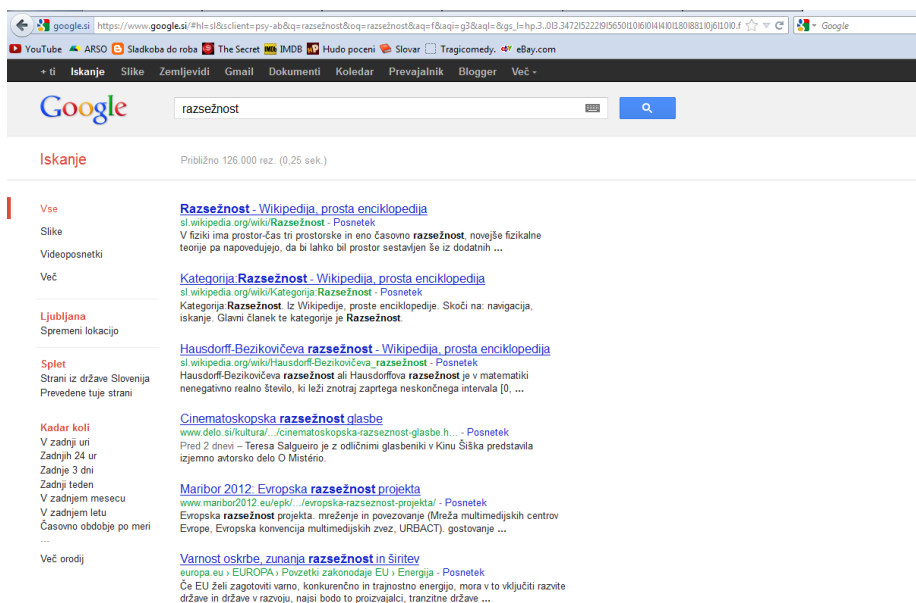 google.si https://www.google.si/#hl=sl&sclient=psy-ab&q=razsežnost&oq=razsežnost&aq=f&aqi=g3&aql=&gs_l=hp.3..0i3. Google
YouTube ARSO Sladkoba do roba The Secret IMDB Hudo poceni Slovar Tragicomedy. eBay.com
+ ti Iskanje Slike Zemljevidi Gmail Dokumenti Koledar Prevajalnik Blogger Več
Google razsežnost
Iskanje Približno 126.000 rez. (0,25 sek.)
Vse
Slike
Videoposnetki
Več
Ljubljana
Spremeni lokacijo
Splet
Strani iz države Slovenija
Prevedene tuje strani
Kadar koli
V zadnji uri
Zadnjih 24 ur
Zadnje 3 dni
Zadnji teden
V zadnjem mesecu
V zadnjem letu
Časovno obdobje po meri
...
Več orodij
Razsežnost - Wikipedija, prosta enciklopedija
sl.wikipedia.org/wiki/Razsežnost - Posnetek
V fiziki ima prostor-čas tri prostorske in eno časovno razsežnost, novejše fizikalne
teorije pa napovedujejo, da bi lahko bil prostor sestavljen še iz dodatnih ...
Kategorija:Razsežnost - Wikipedija, prosta enciklopedija
sl.wikipedia.org/wiki/Kategorija:Razsežnost - Posnetek
Kategorija:Razsežnost. Iz Wikipedije, proste enciklopedije. Skoči na: navigacija,
iskanje. Glavni članek te kategorije je Razsežnost.
Hausdorff-Bezikovičeva razsežnost - Wikipedija, prosta enciklopedija
sl.wikipedia.org/wiki/Hausdorff-Bezikovičeva_razsežnost - Posnetek
Hausdorff-Bezikovičeva razsežnost ali Hausdorffova razsežnost je v matematiki
nenegativno realno število, ki leži znotraj zaprtega neskončnega intervala [0, ...
Cinematoskopska razsežnost glasbe
www.delo.si/kultura/.../cinematoskopska-razseznost-glasbe.h... - Posnetek
Pred 2 dnevi – Teresa Salgueiro je z odličnimi glasbeniki v Kinu Šiška predstavila
izjemno avtorsko delo O Mistério.
Maribor 2012: Evropska razsežnost projekta
www.maribor2012.eu/epk/.../evropska-razseznost-projekta/ - Posnetek
Evropska razsežnost projekta. mreženje in povezovanje (Mreža multimedijskih centrov
Evrope, Evropska konvencija multimedijskih zvez, URBACT). gostovanje ...
Varnost oskrbe, zunanja razsežnost in širitev
europa.eu › EUROPA › Povzetki zakonodaje EU › Energija - Posnetek
Če EU želi zagotoviti varno, konkurenčno in trajnostno energijo, mora v to vključiti razvite
države in države v razvoju, najsi bodo to proizvajalci, tranzitne države ...